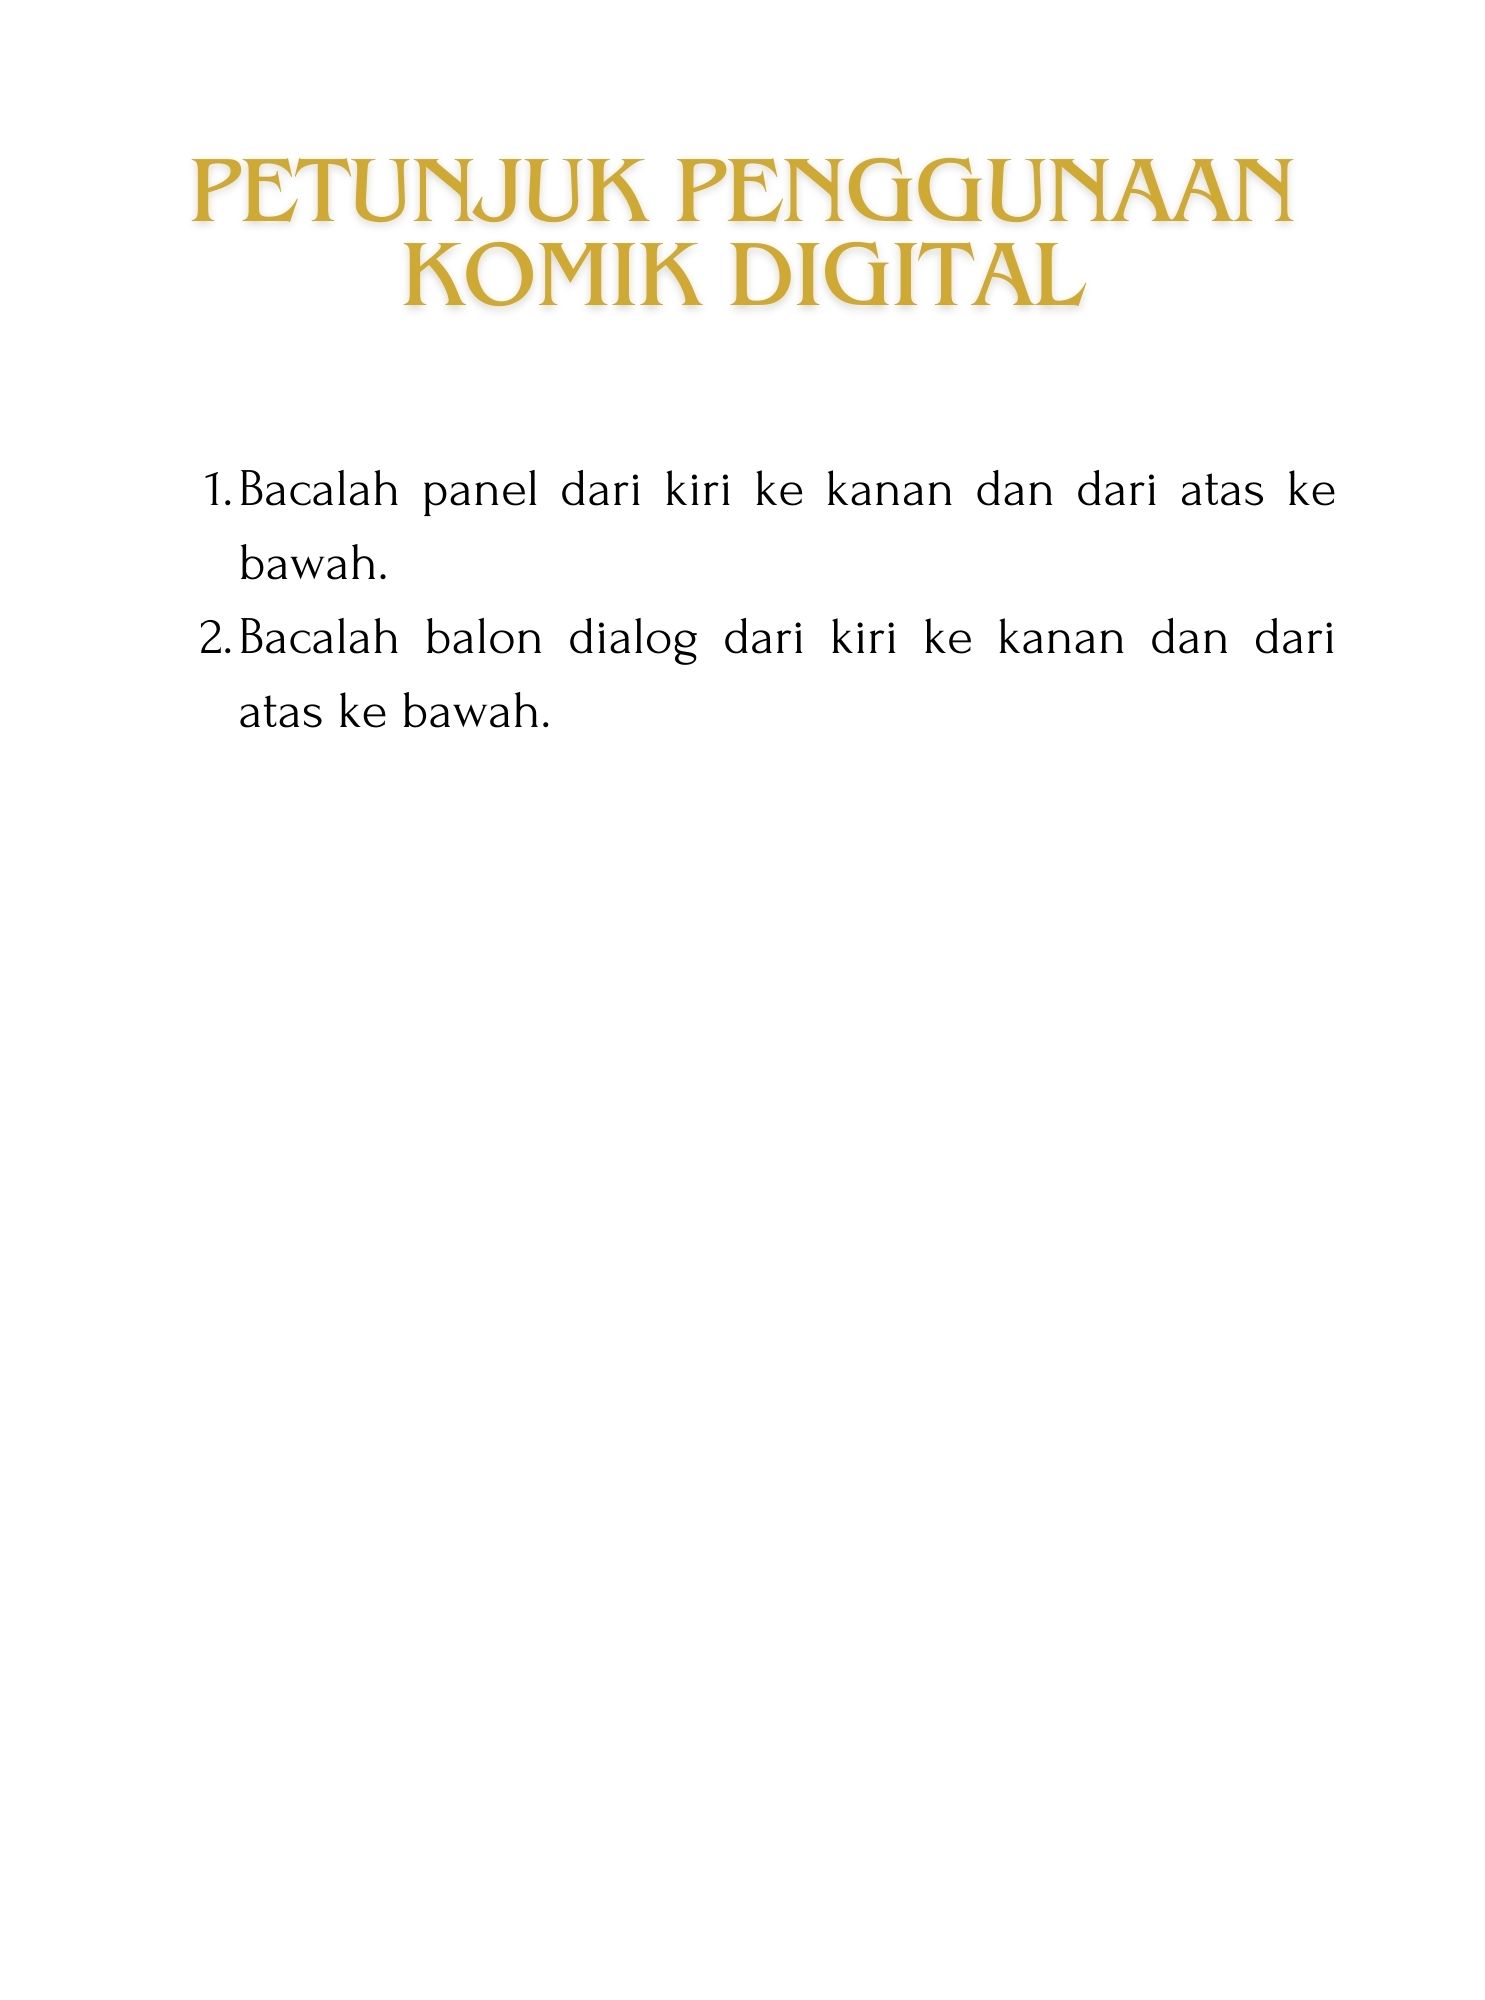 PETUNJUK PENGGUNAAN
KOMIK DIGITAL
1. Bacalah panel dari kiri ke kanan dan dari atas ke
bawah.
2. Bacalah balon dialog dari kiri ke kanan dan dari
atas ke bawah.